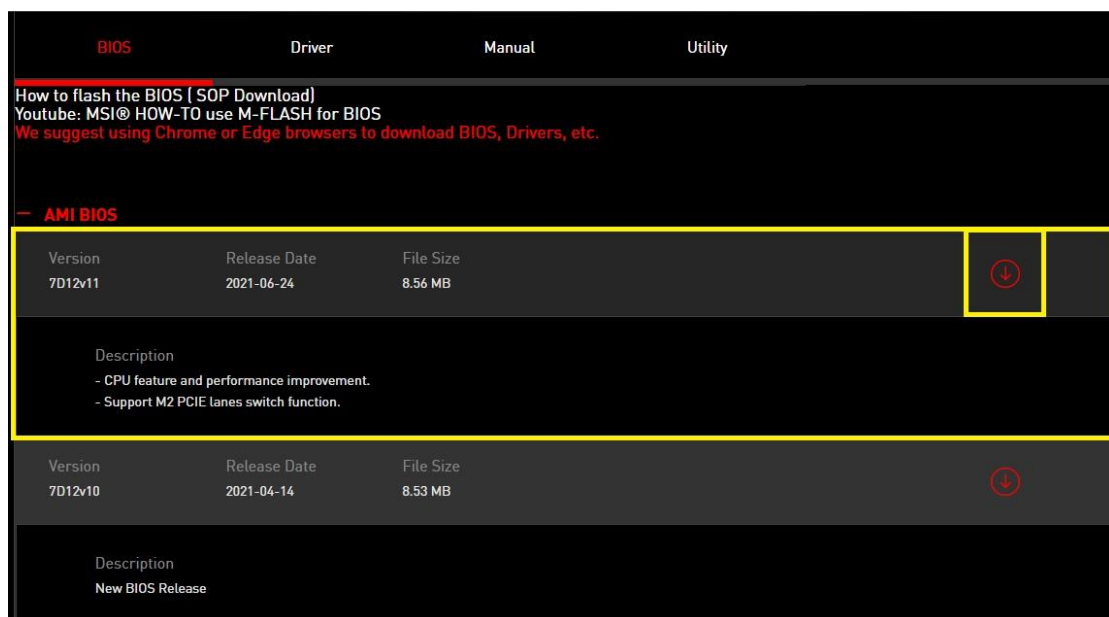 BIOS Driver Manual Utility
How to flash the BIOS ( SOP Download)
Youtube: MSI® HOW-TO use M-FLASH for BIOS
We suggest using Chrome or Edge browsers to download BIOS, Drivers, etc.
— AMI BIOS
Version Release Date File Size
7D12v11 2021-06-24 8.56 MB
Description
- CPU feature and performance improvement.
- Support M2 PCIE lanes switch function.
Version Release Date File Size
7D12v10 2021-04-14 8.53 MB
Description
New BIOS Release